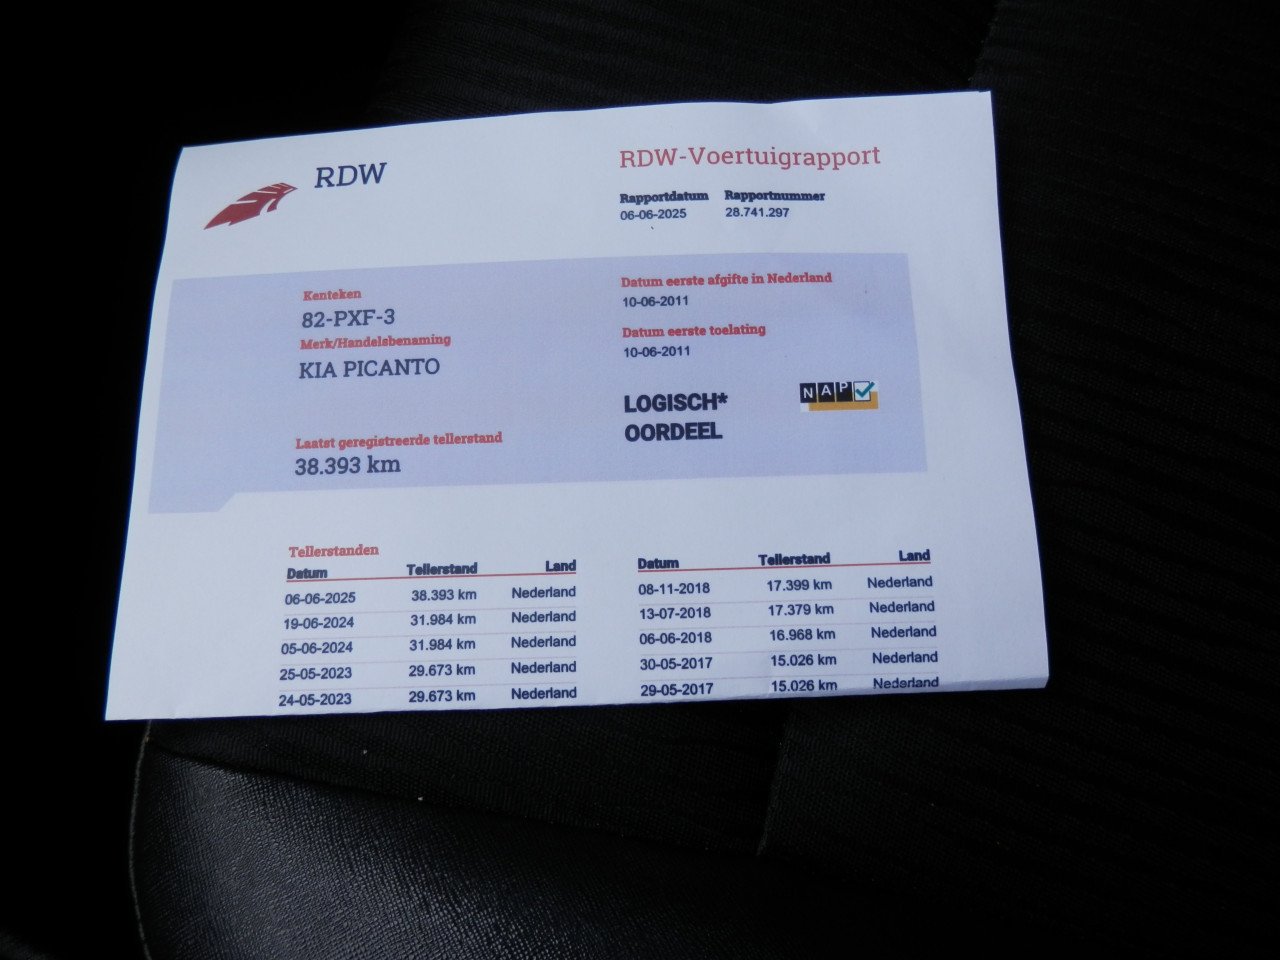 RDW
RDW-Voertuigrapport
Rapportdatum Rapportnummer
06-06-2025 28.741.297
Kenteken
82-PXF-3
Merk/Handelsbenaming
KIA PICANTO
Laatst geregistreerde tellerstand
38.393 km
Datum eerste afgifte in Nederland
10-06-2011
Datum eerste toelating
10-06-2011
LOGISCH*
OORDEEL
NAP
Tellerstanden
Datum Tellerstand Land
06-06-2025 38.393 km Nederland
19-06-2024 31.984 km Nederland
05-06-2024 31.984 km Nederland
25-05-2023 29.673 km Nederland
24-05-2023 29.673 km Nederland
Datum Tellerstand Land
08-11-2018 17.399 km Nederland
13-07-2018 17.379 km Nederland
06-06-2018 16.968 km Nederland
30-05-2017 15.026 km Nederland
29-05-2017 15.026 km Nederland